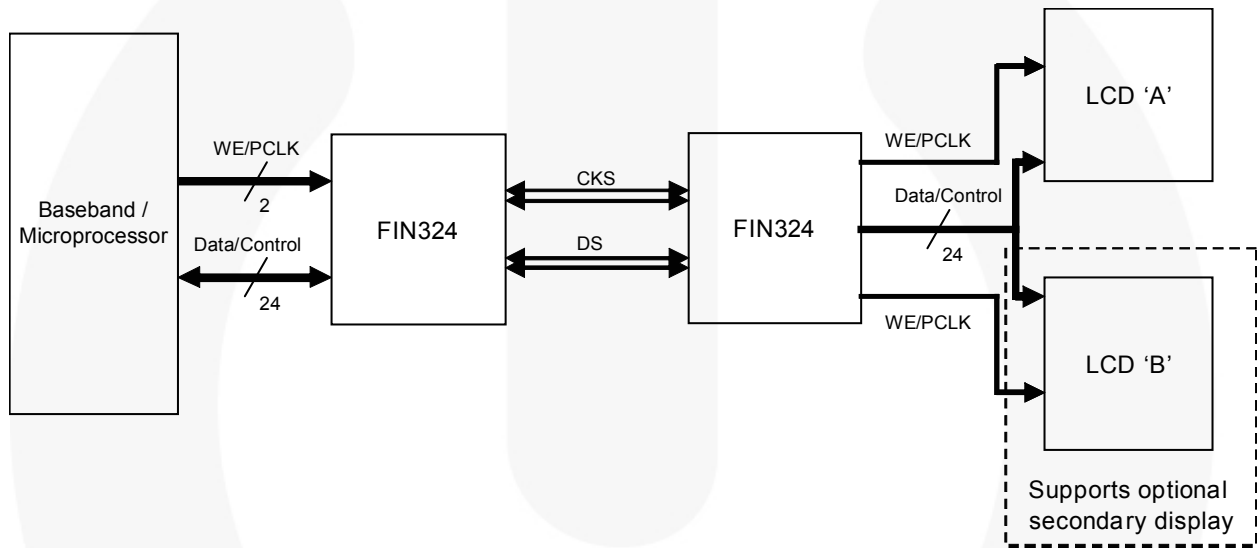 Baseband /
Microprocessor
WE/PCLK
2
Data/Control
24
FIN324
CKS
DS
FIN324
WE/PCLK
Data/Control
24
WE/PCLK
LCD ‘A’
LCD ‘B’
Supports optional
secondary display